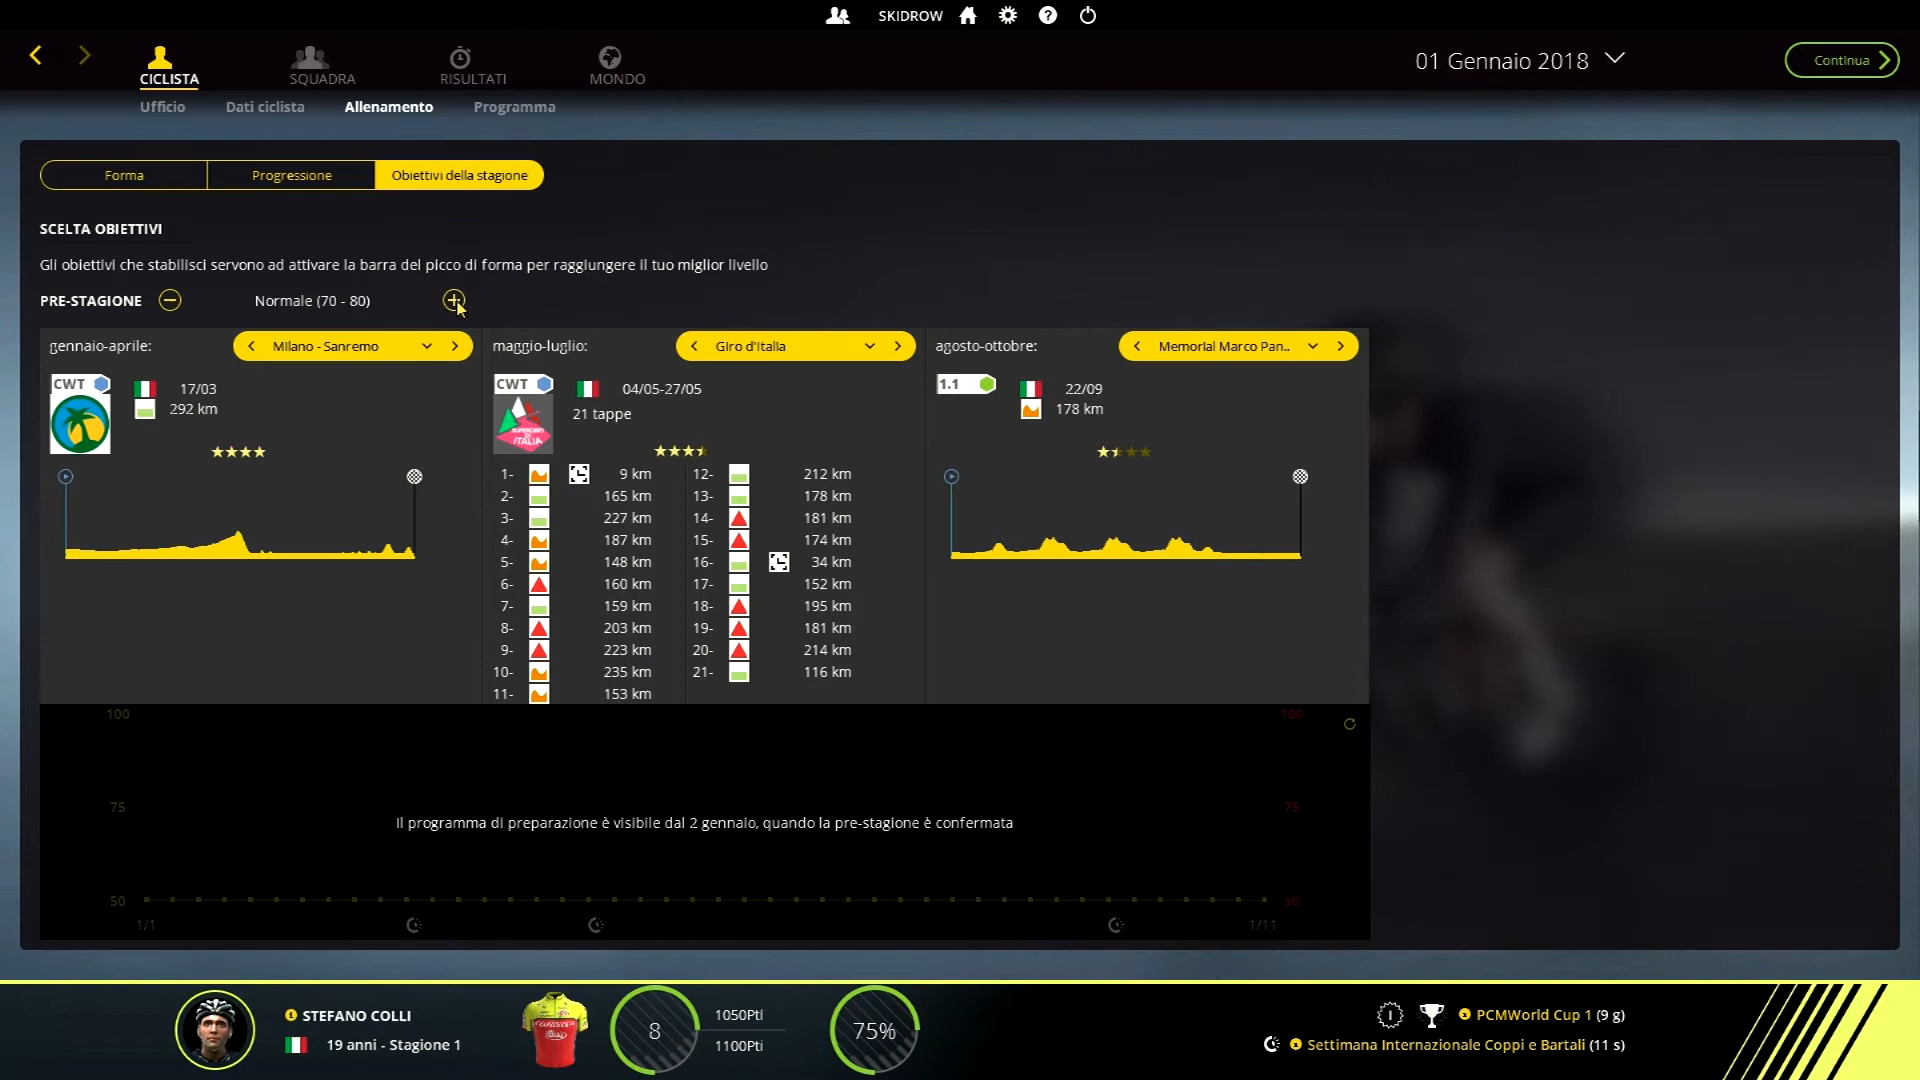 SKIDROW
CICLISTA
SQUADRA
RISULTATI
MONDO
01 Gennaio 2018
Continua
Ufficio
Dati ciclista
Allenamento
Programma
Forma
Progressione
Obiettivi della stagione
SCELTA OBIETTIVI
Gli obiettivi che stabilisci servono ad attivare la barra del picco di forma per raggiungere il tuo miglior livello
PRE-STAGIONE
Normale (70 - 80)
gennaio-aprile:
Milano - Sanremo
CWT
17/03
292 km
maggio-luglio:
Giro d'Italia
CWT
04/05-27/05
21 tappe
1- 9 km
2- 165 km
3- 227 km
4- 187 km
5- 148 km
6- 160 km
7- 159 km
8- 203 km
9- 223 km
10- 235 km
11- 153 km
12- 212 km
13- 178 km
14- 181 km
15- 174 km
16- 34 km
17- 152 km
18- 195 km
19- 181 km
20- 214 km
21- 116 km
agosto-ottobre:
Memorial Marco Pan..
1.1
22/09
178 km
100
100
75
75
Il programma di preparazione è visibile dal 2 gennaio, quando la pre-stagione è confermata
50
50
1/1
1/11
STEFANO COLLI
19 anni - Stagione 1
8
1050Pti
1100Pti
75%
PCMWorld Cup 1 (9 g)
Settimana Internazionale Coppi e Bartali (11 s)